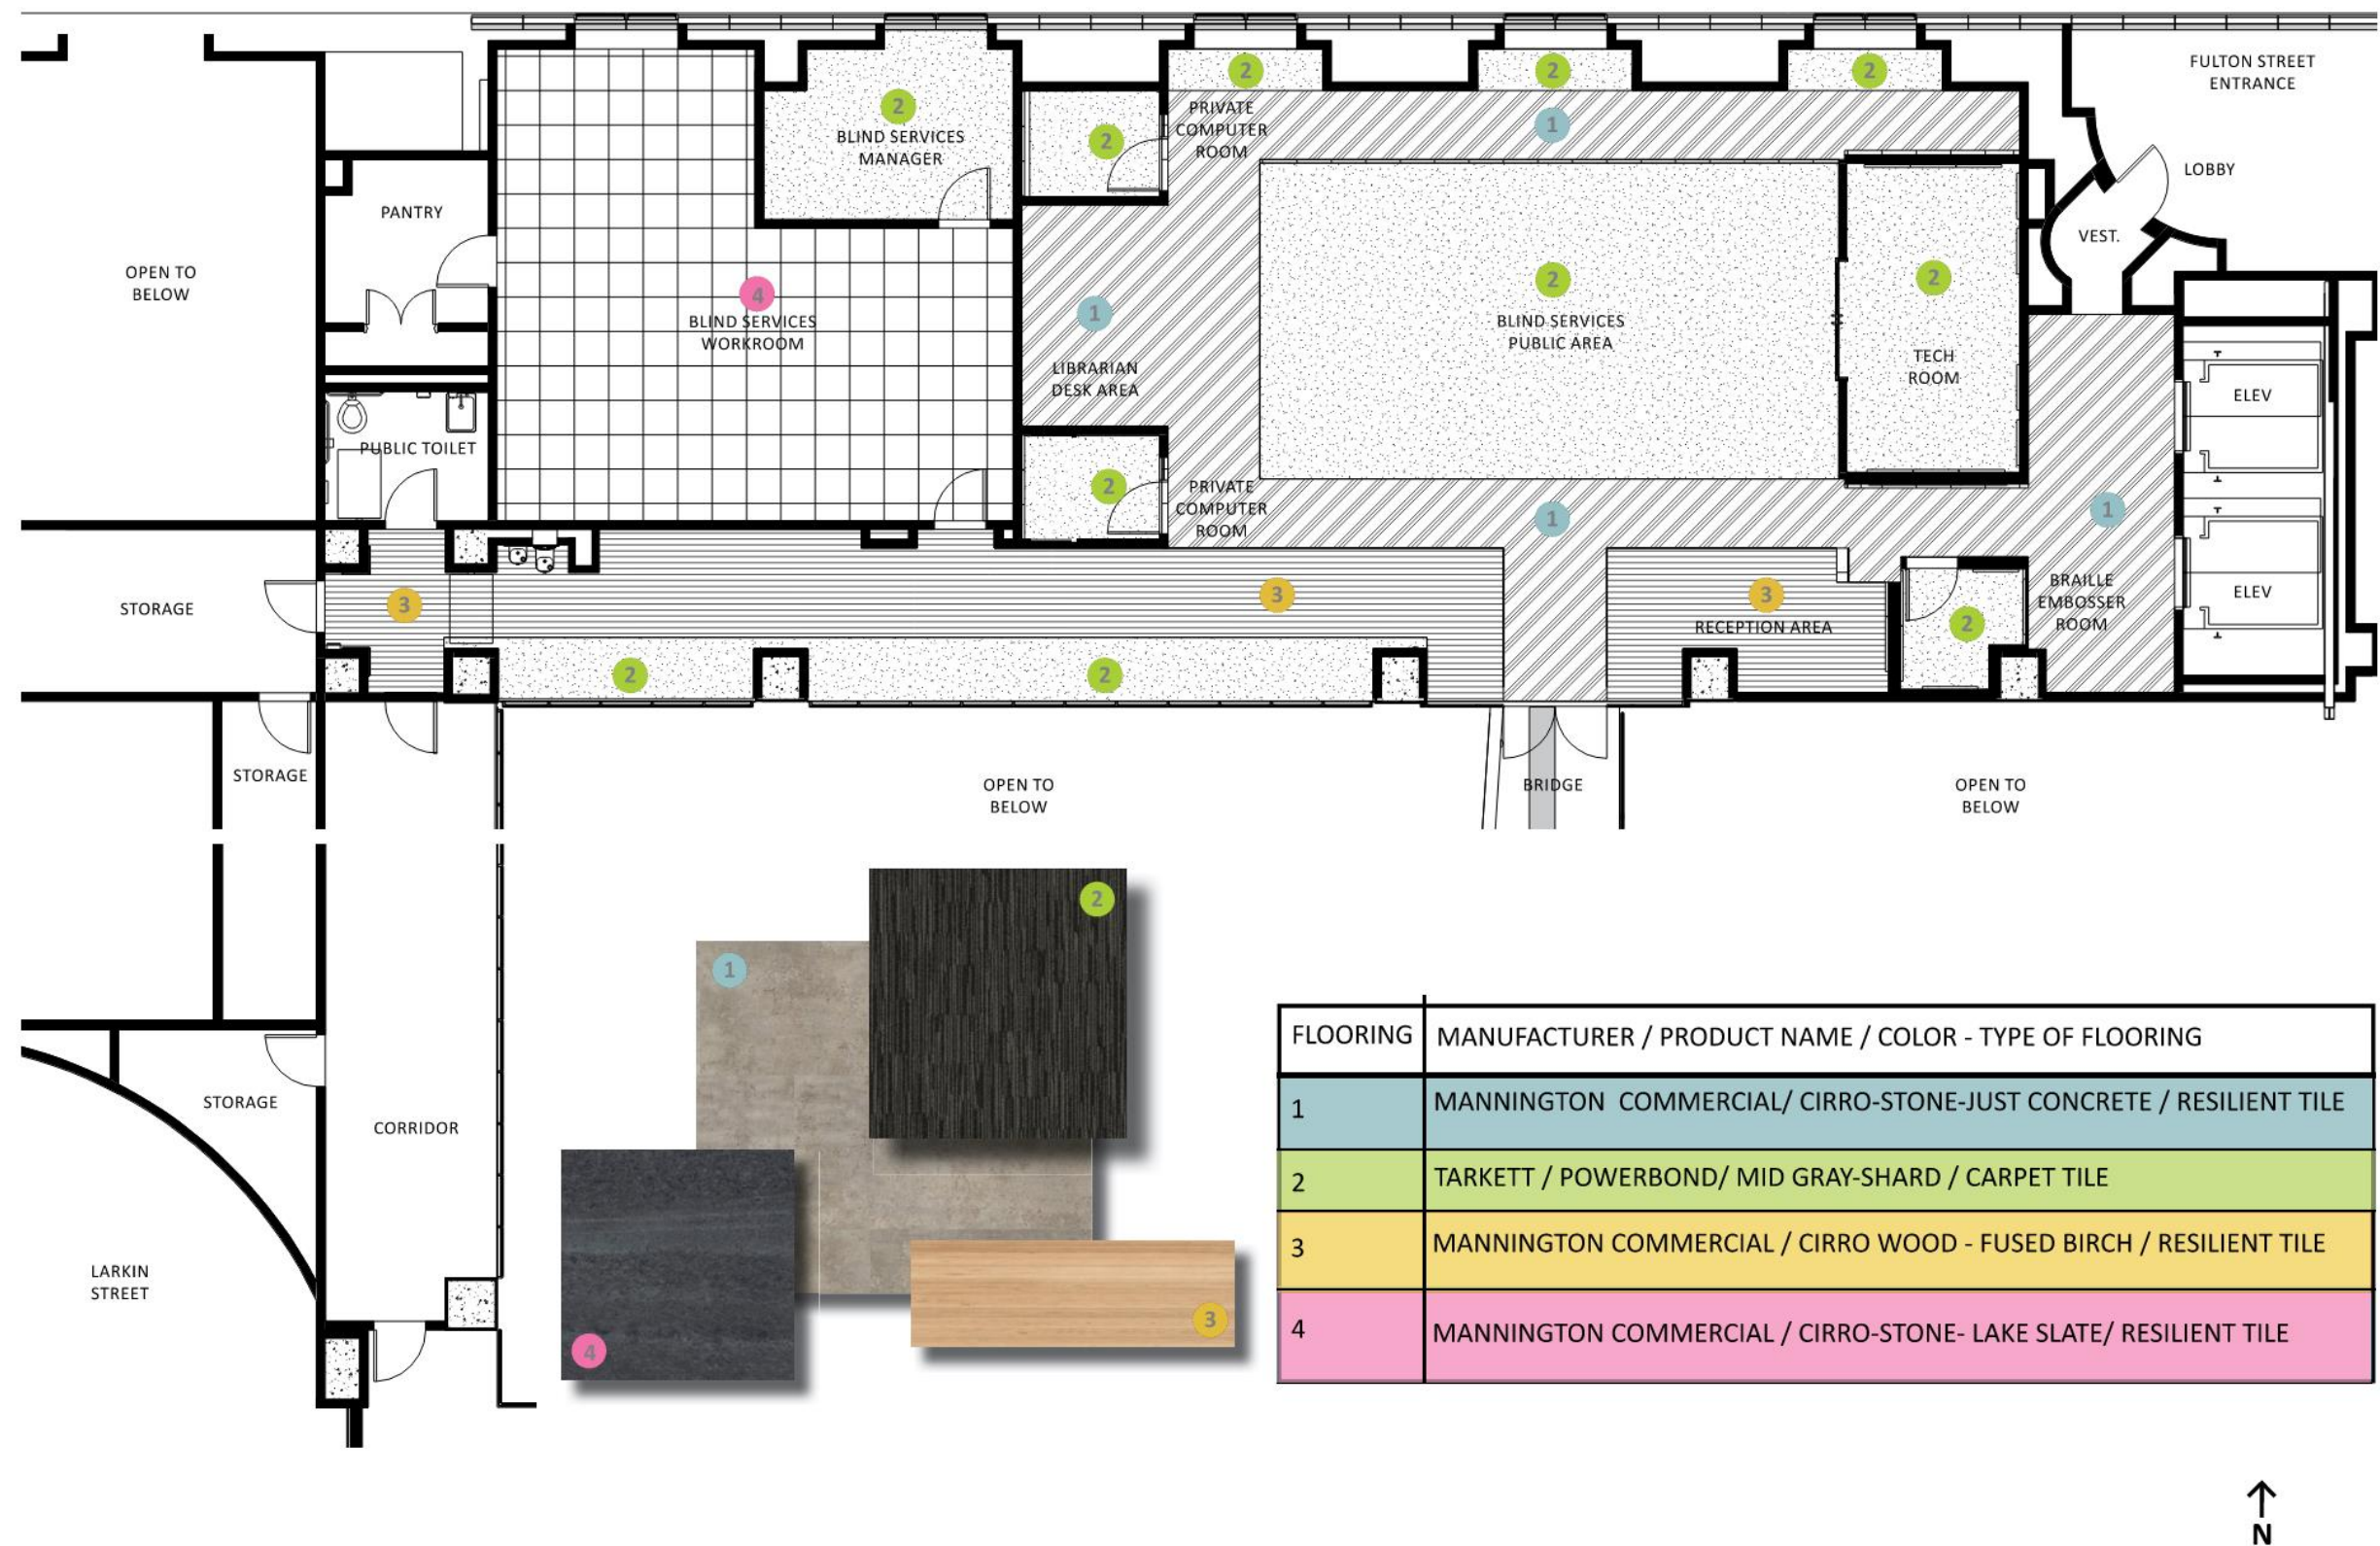 FULTON STREET
ENTRANCE
2
2
2
2
BLIND SERVICES
MANAGER
2
PRIVATE
COMPUTER
ROOM
1
LOBBY
PANTRY
VEST.
OPEN TO
BELOW
4
BLIND SERVICES
WORKROOM
1
LIBRARIAN
DESK AREA
2
BLIND SERVICES
PUBLIC AREA
2
TECH
ROOM
ELEV
PUBLIC TOILET
2
PRIVATE
COMPUTER
ROOM
1
1
STORAGE
3
3
3
RECEPTION AREA
2
BRAILLE
EMBOSSER
ROOM
ELEV
2
2
STORAGE
OPEN TO
BELOW
BRIDGE
OPEN TO
BELOW
STORAGE
CORRIDOR
LARKIN
STREET
2
1
4
3
FLOORING MANUFACTURER / PRODUCT NAME / COLOR - TYPE OF FLOORING
1 MANNINGTON COMMERCIAL/ CIRRO-STONE-JUST CONCRETE / RESILIENT TILE
2 TARKETT / POWERBOND/ MID GRAY-SHARD / CARPET TILE
3 MANNINGTON COMMERCIAL / CIRRO WOOD - FUSED BIRCH / RESILIENT TILE
4 MANNINGTON COMMERCIAL / CIRRO-STONE- LAKE SLATE/ RESILIENT TILE
N